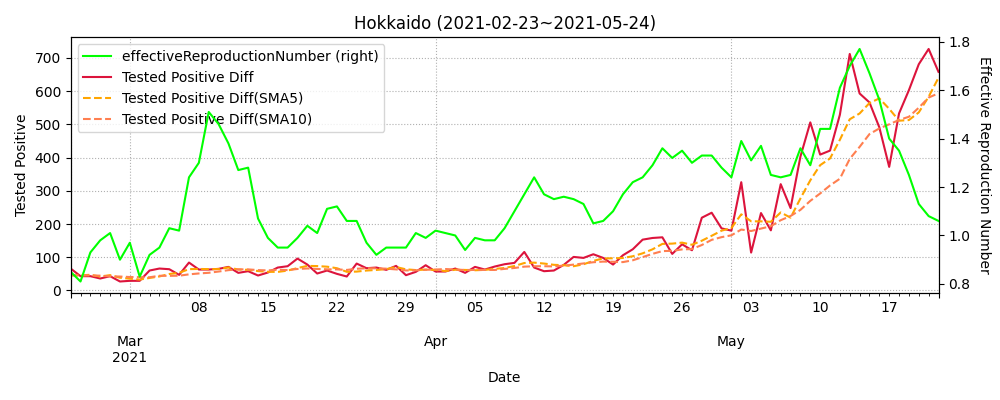 Hokkaido (2021-02-23~2021-05-24)
effectiveReproductionNumber (right)
Tested Positive Diff
Tested Positive Diff(SMA5)
Tested Positive Diff(SMA10)
Tested Positive
700
600
500
400
300
200
100
0
1.8
1.6
1.4
1.2
1.0
0.8
Effective Reproduction Number
08 15 22 29 05 12 19 26 03 10 17
Mar Apr May
2021
Date